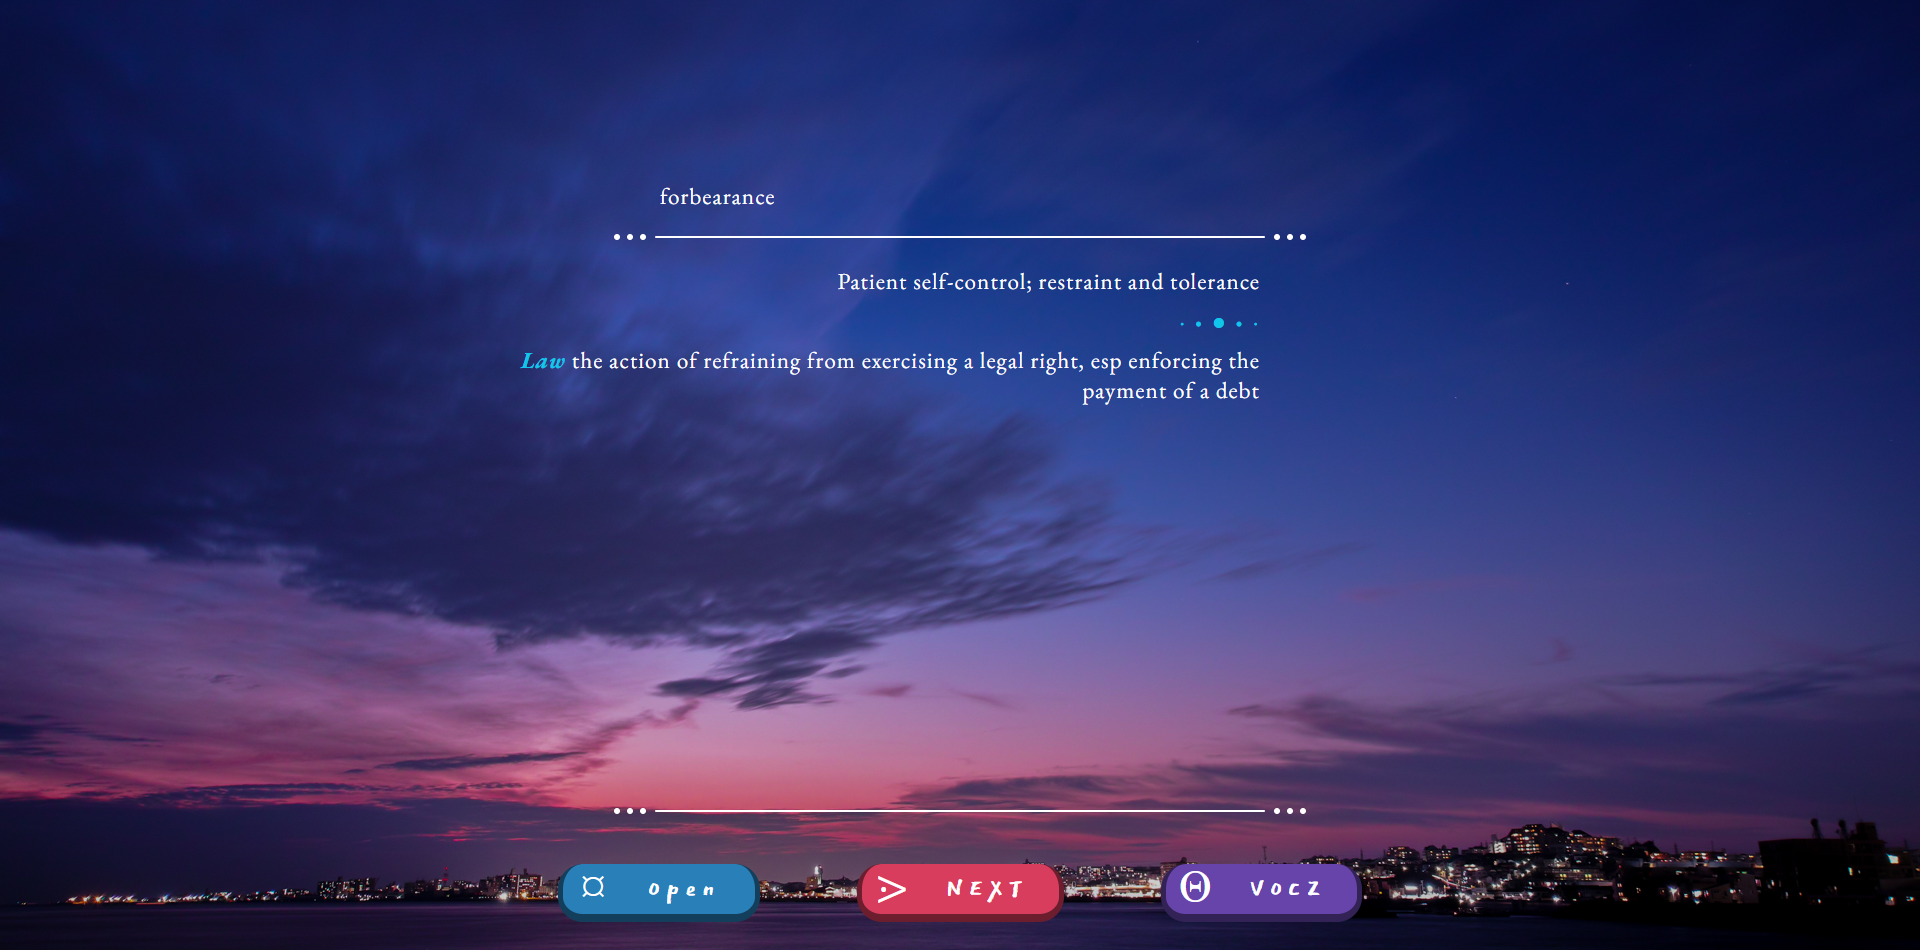 forbearance
Patient self-control; restraint and tolerance
Law the action of refraining from exercising a legal right, esp enforcing the
payment of a debt
Open
NEXT
VOCZ